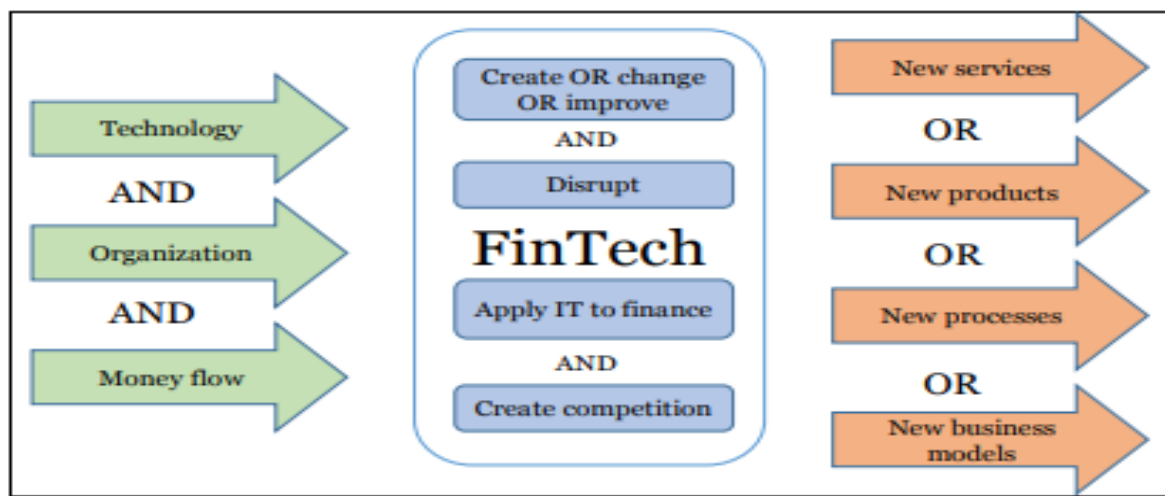 Technology
AND
Organization
AND
Money flow
Create OR change
OR improve
AND
Disrupt
FinTech
Apply IT to finance
AND
Create competition
New services
OR
New products
OR
New processes
OR
New business
models